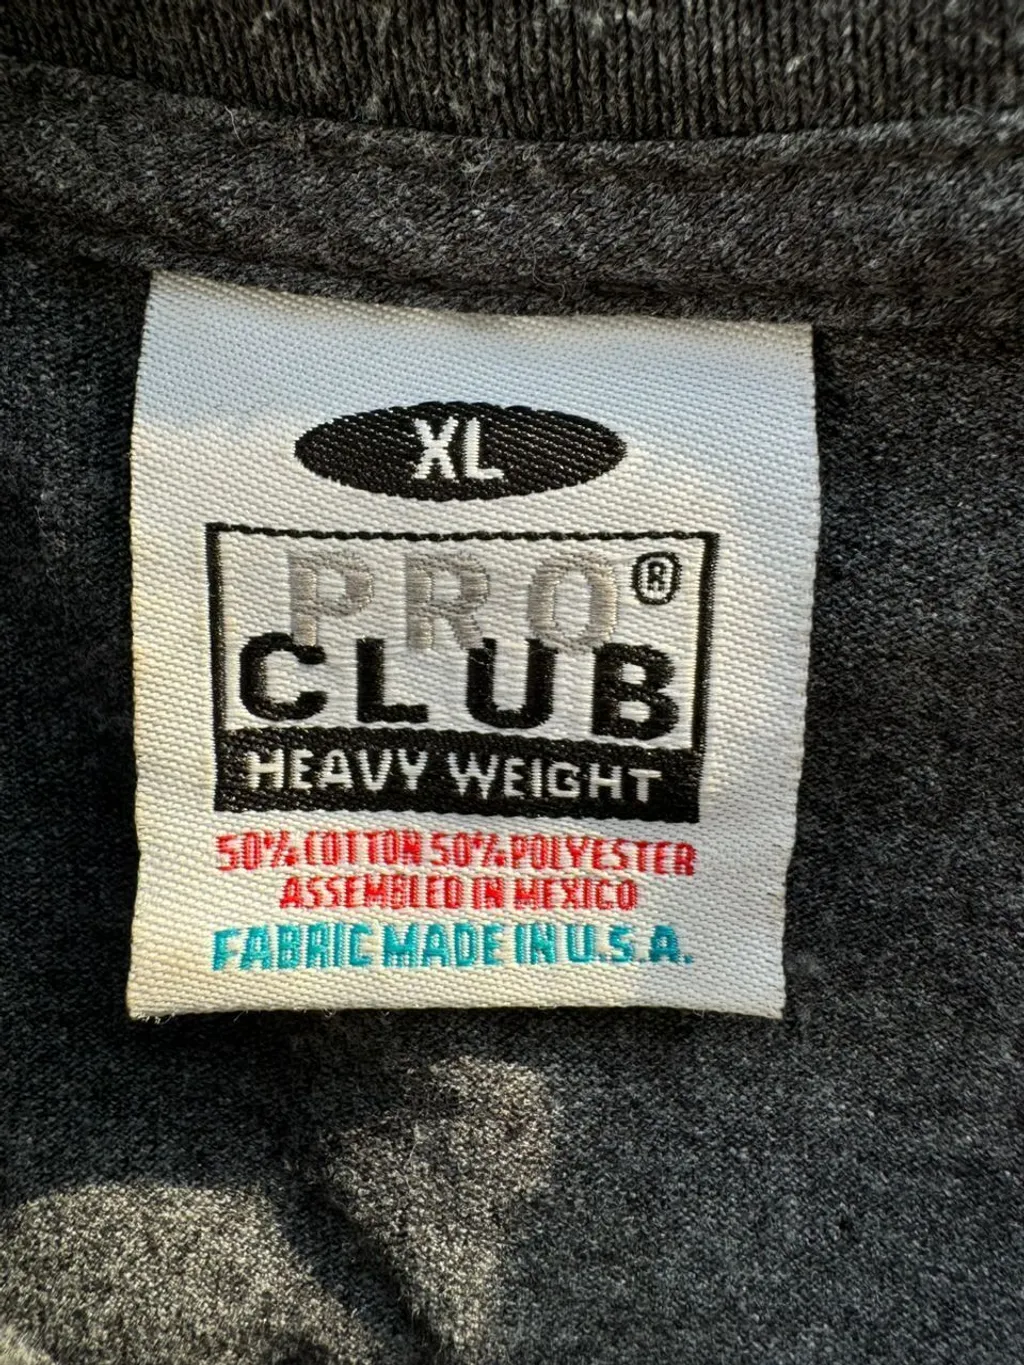 XL
PRO®
CLUB
HEAVY WEIGHT
50% COTTON 50% POLYESTER
ASSEMBLED IN MEXICO
FABRIC MADE IN U.S.A.